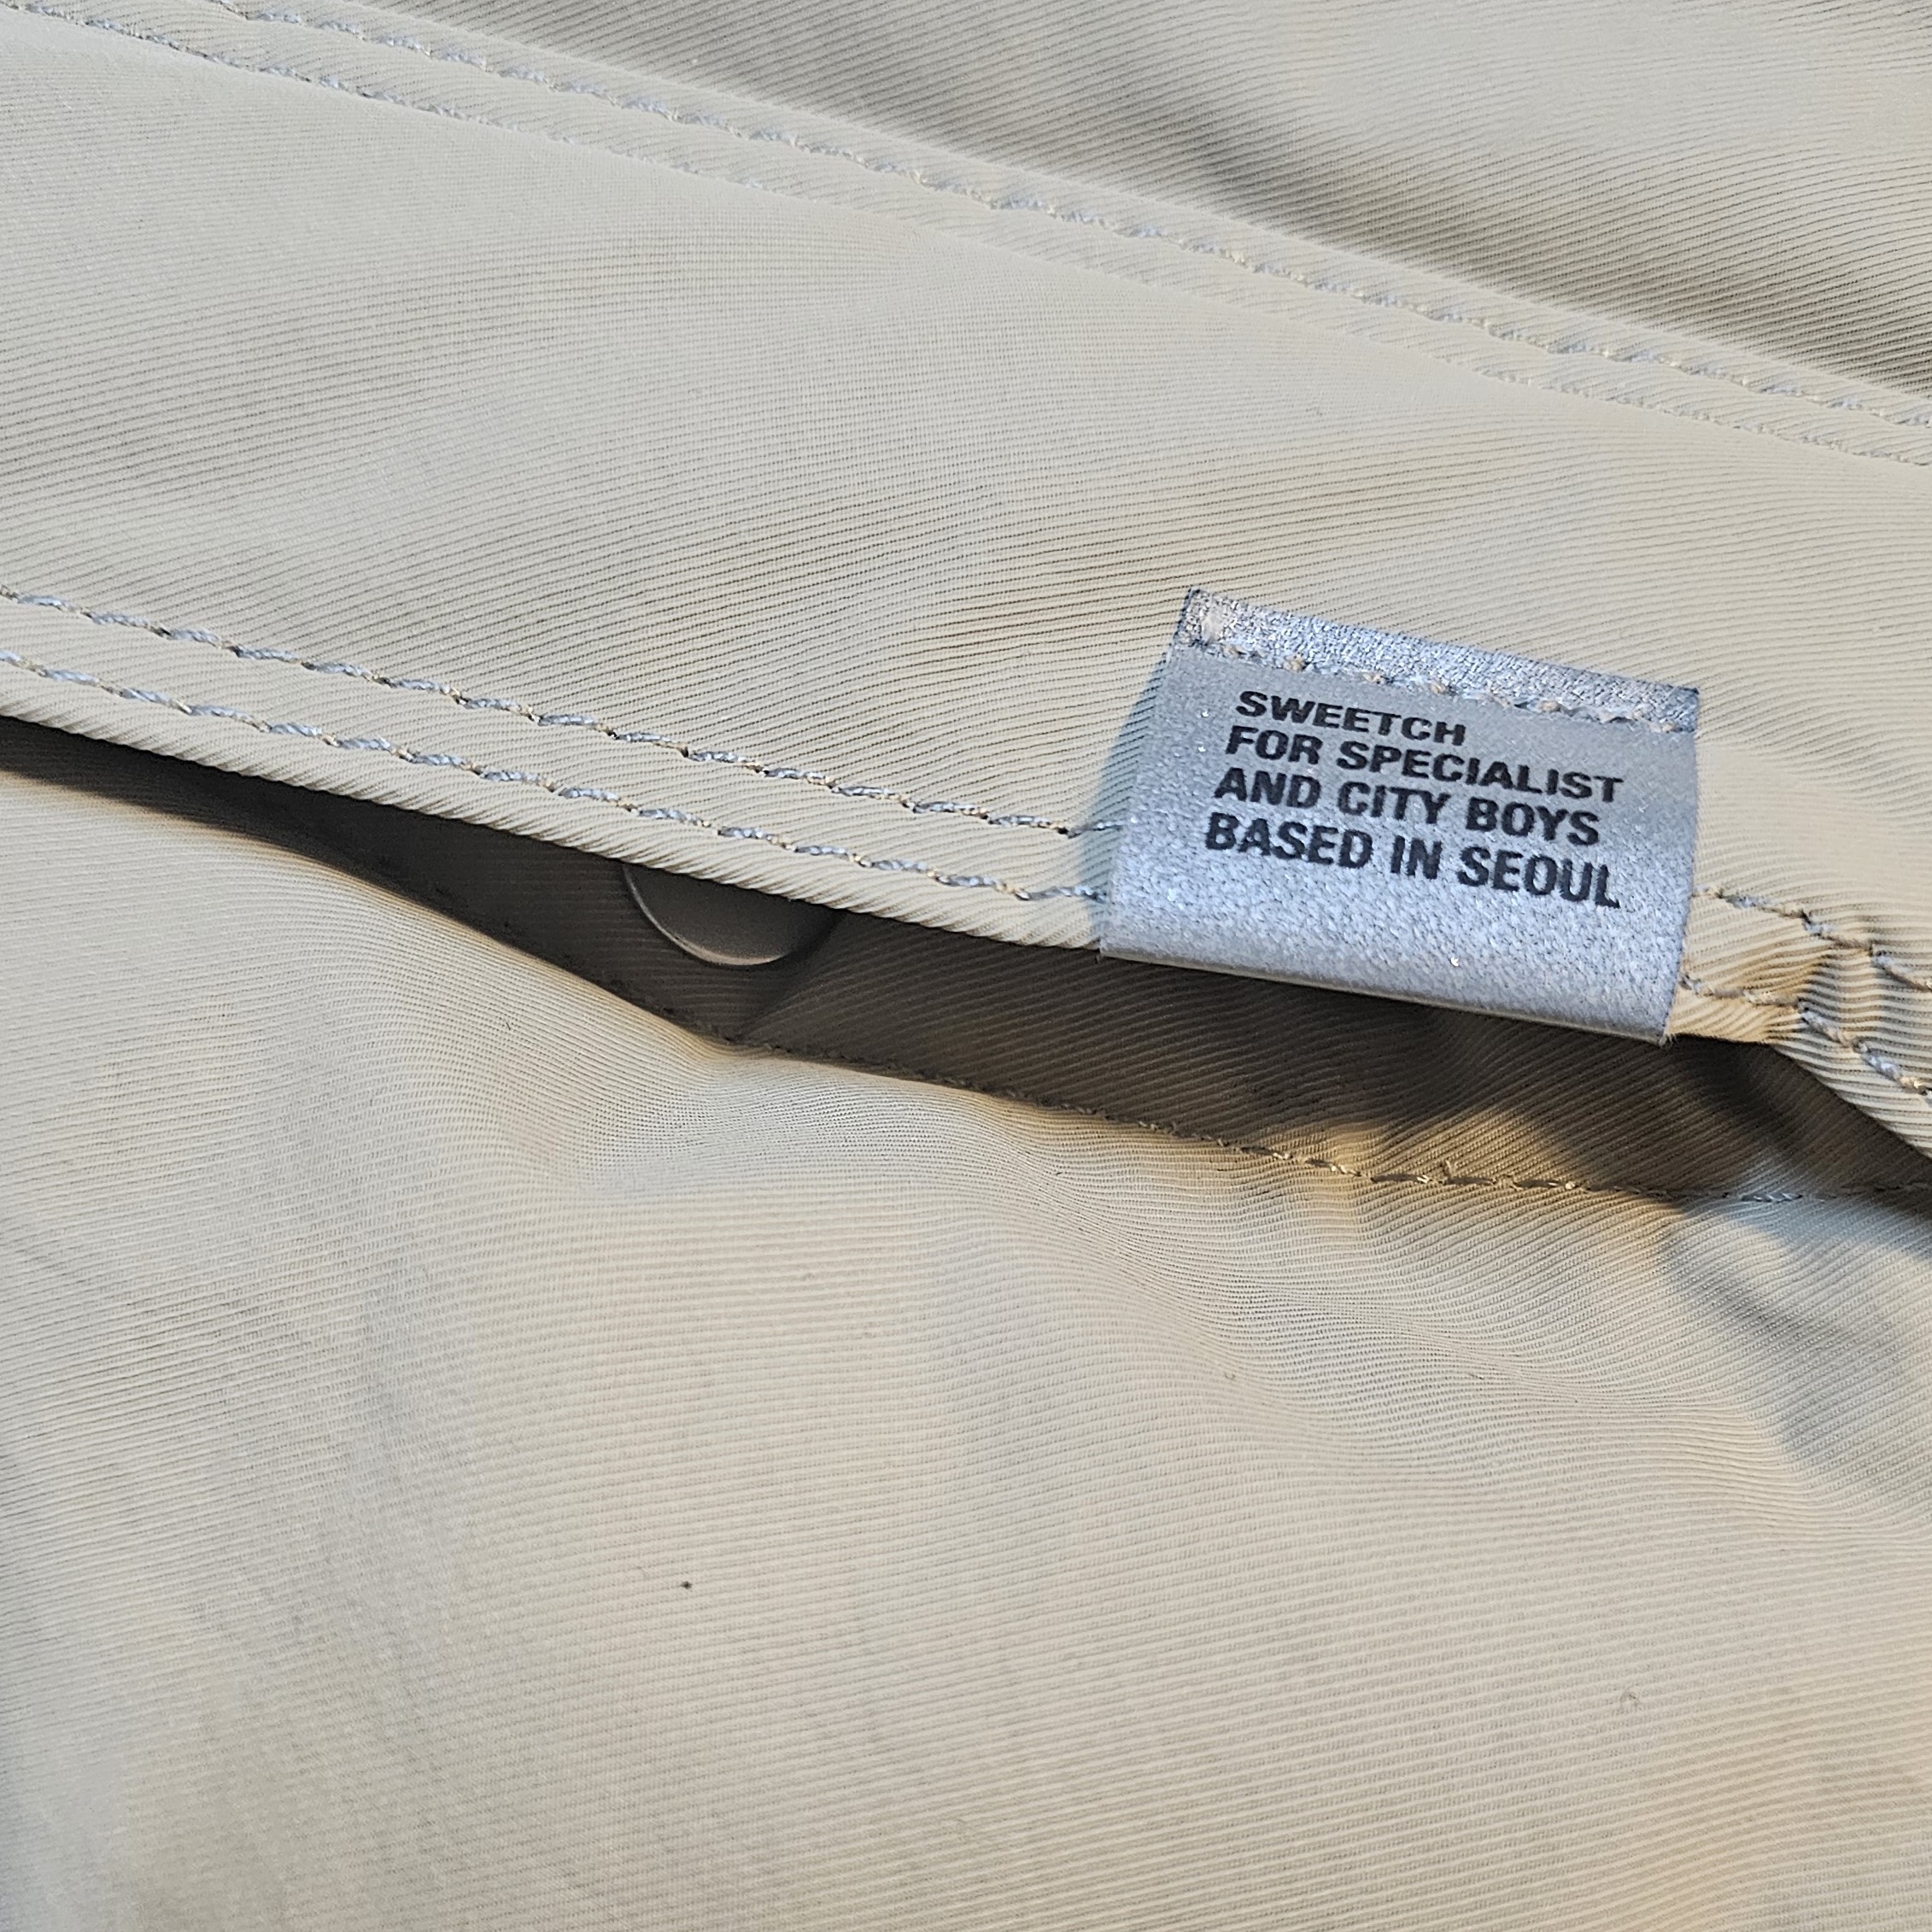 SWEETCH
FOR SPECIALIST
AND CITY BOYS
BASED IN SEOUL